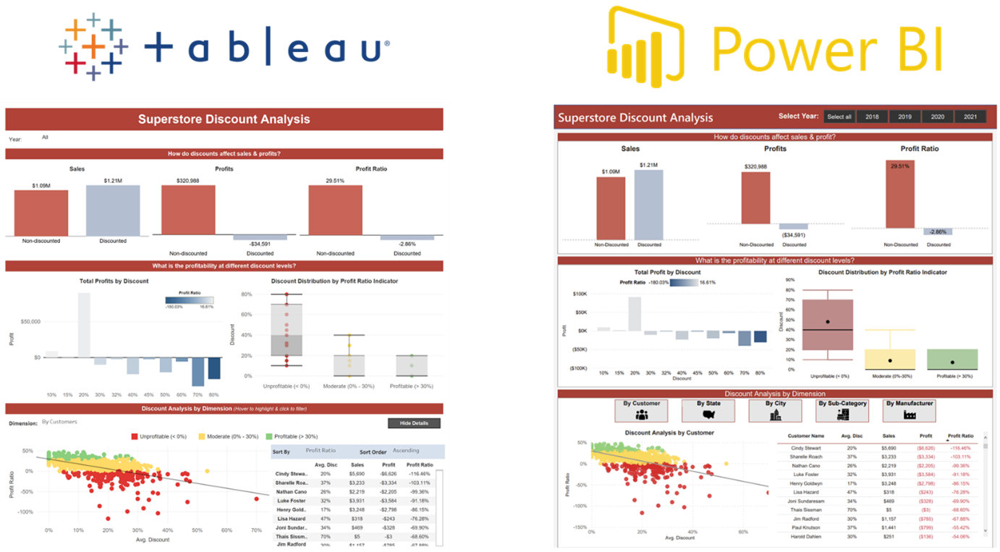 +ableau®
Superstore Discount Analysis
Year: All
How do discounts affect sales & profits?
Sales Profits Profit Ratio
$1.09M $1.21M $320,988 29.51%
-$34,591 -2.86%
Non-discounted Discounted Non-discounted Discounted Non-discounted Discounted
What is the profitability at different discount levels?
Total Profits by Discount
Profit Ratio
-180.03% 16.61%
Profit
$50,000
$0
10% 15% 20% 30% 32% 40% 45% 50% 60% 70% 80%
Discount Distribution by Profit Ratio Indicator
Discount
80%
60%
40%
20%
0%
Unprofitable (< 0%) Moderate (0% - 30%) Profitable (> 30%)
Discount Analysis by Dimension (Hover to highlight & click to filter)
Dimension: By Customers Hide Details
Unprofitable (< 0%) Moderate (0% - 30%) Profitable (> 30%)
Profit Ratio
50%
0%
-50%
-100%
0% 10% 20% 30% 40% 50% 60% 70%
Avg. Discount
Sort By Profit Ratio Sort Order Ascending
Avg. Disc Sales Profit Profit Ratio
Cindy Stewa.. 20% $5,690 -$6,626 -116.46%
Sharelle Roa.. 37% $3,233 -$3,334 -103.11%
Nathan Cano 26% $2,219 -$2,205 -99.36%
Luke Foster 32% $3,931 -$3,584 -91.18%
Henry Gold.. 17% $3,248 -$2,798 -86.15%
Lisa Hazard 47% $318 -$243 -76.28%
Joni Sundar.. 34% $469 -$328 -69.90%
Thais Sissm.. 70% $5 -$3 -68.60%
Jim Radford 30% $1,157 -$785 -67.88%
Power BI
Superstore Discount Analysis
Select Year: Select all 2018 2019 2020 2021
How do discounts affect sales & profit?
Sales Profits Profit Ratio
$1.09M $1.21M $320,988 29.51%
($34,591) -2.86%
Non-Discounted Discounted Non-Discounted Discounted Non-Discounted Discounted
What is the profitability at different discount levels?
Total Profit by Discount
Profit Ratio -180.03% 16.61%
Profit
$100K
$50K
$0K
($50K)
($100K)
10% 15% 20% 30% 32% 40% 45% 50% 60% 70% 80%
Discount
Discount Distribution by Profit Ratio Indicator
Discount
90%
80%
70%
60%
50%
40%
30%
20%
10%
0%
Unprofitable (< 0%) Moderate (0%-30%) Profitable (> 30%)
Discount Analysis by Dimension
By Customer By State By City By Sub-Category By Manufacturer
Discount Analysis by Customer
Profit Ratio
50%
0%
-50%
-100%
-150%
0% 20% 40% 60%
Avg. Discount
Customer Name Avg. Disc Sales Profit Profit Ratio
Cindy Stewart 20% $5,690 ($6,626) -116.46%
Sharelle Roach 37% $3,233 ($3,334) -103.11%
Nathan Cano 26% $2,219 ($2,205) -99.36%
Luke Foster 32% $3,931 ($3,584) -91.18%
Henry Goldwyn 17% $3,248 ($2,798) -86.15%
Lisa Hazard 47% $318 ($243) -76.28%
Joni Sundaresam 34% $469 ($328) -69.90%
Thais Sissman 70% $5 ($3) -68.60%
Jim Radford 30% $1,157 ($785) -67.88%
Paul Knutson 37% $1,441 ($799) -55.42%
Harold Dahlen 30% $251 ($136) -54.06%